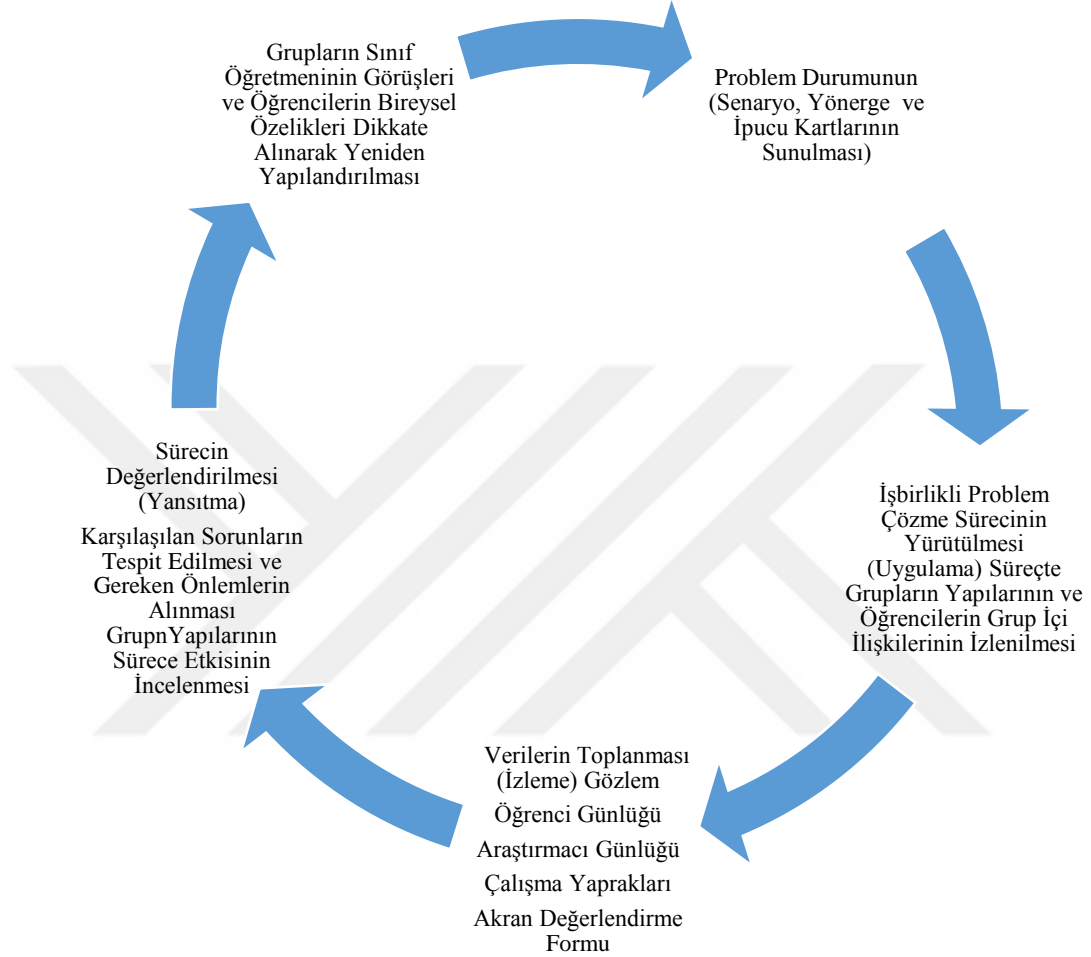 Grupların Sınıf
Öğretmeninin Görüşleri
ve Öğrencilerin Bireysel
Özelikleri Dikkate
Alınarak Yeniden
Yapılandırılması
Problem Durumunun
(Senaryo, Yönerge ve
İpucu Kartlarının
Sunulması)
İşbirlikli Problem
Çözme Sürecinin
Yürütülmesi
(Uygulama) Süreçte
Grupların Yapılarının ve
Öğrencilerin Grup İçi
İlişkilerinin İzlenilmesi
Verilerin Toplanması
(İzleme) Gözlem
Öğrenci Günlüğü
Araştırmacı Günlüğü
Çalışma Yaprakları
Akran Değerlendirme
Formu
Sürecin
Değerlendirilmesi
(Yansıtma)
Karşılaşılan Sorunların
Tespit Edilmesi ve
Gereken Önlemlerin
Alınması
GrupnYapılarının
Sürece Etkisinin
İncelenmesi